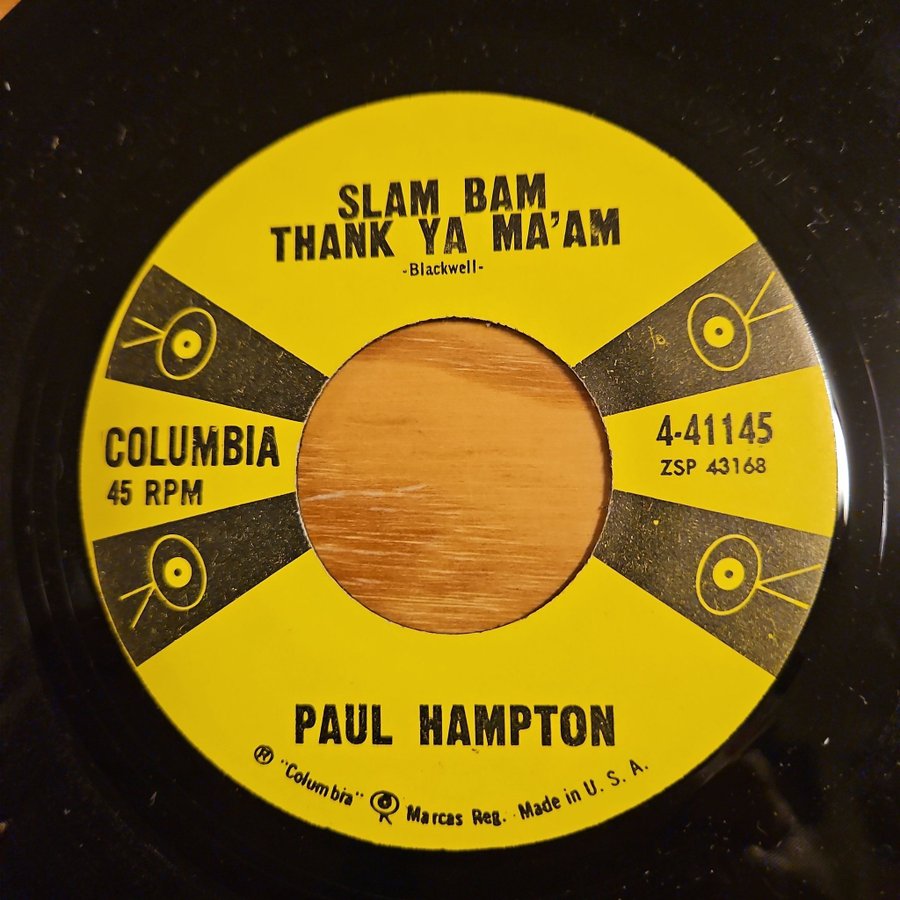 SLAM BAM
THANK YA MA'AM
-Blackwell-
COLUMBIA
45 RPM
4-41145
ZSP 43168
PAUL HAMPTON
® "Columbia" Marcas Reg. Made in U. S. A.